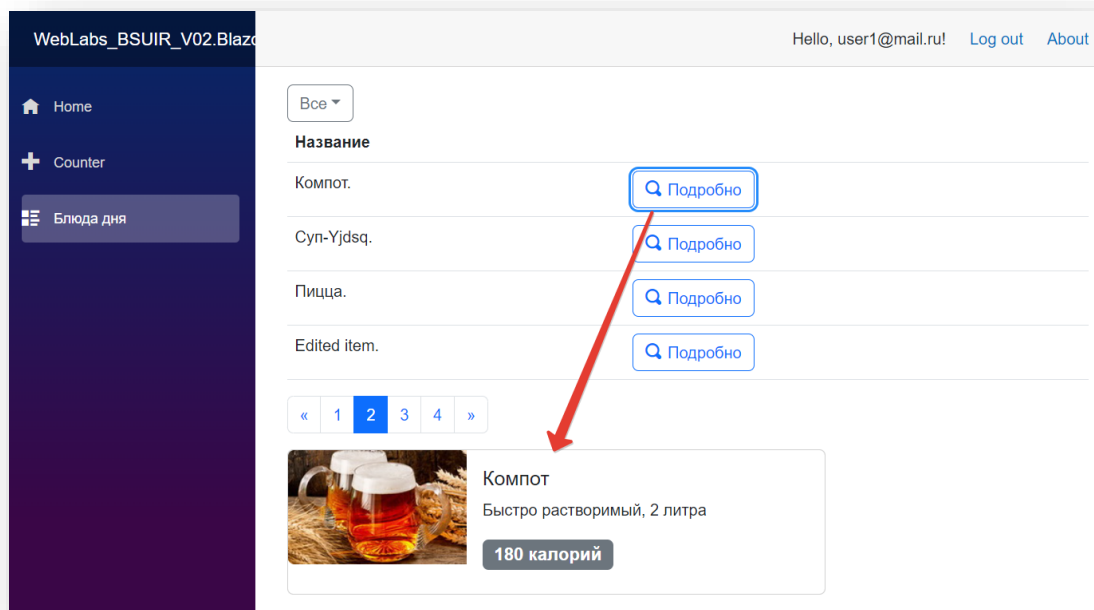 WebLabs_BSUIR_V02.Blazo
Hello, user1@mail.ru! Log out About
Home
Counter
Блюда дня
Все
Название
Компот. Подробно
Суп-Yjdsq. Подробно
Пицца. Подробно
Edited item. Подробно
« 1 2 3 4 »
Компот
Быстро растворимый, 2 литра
180 калорий